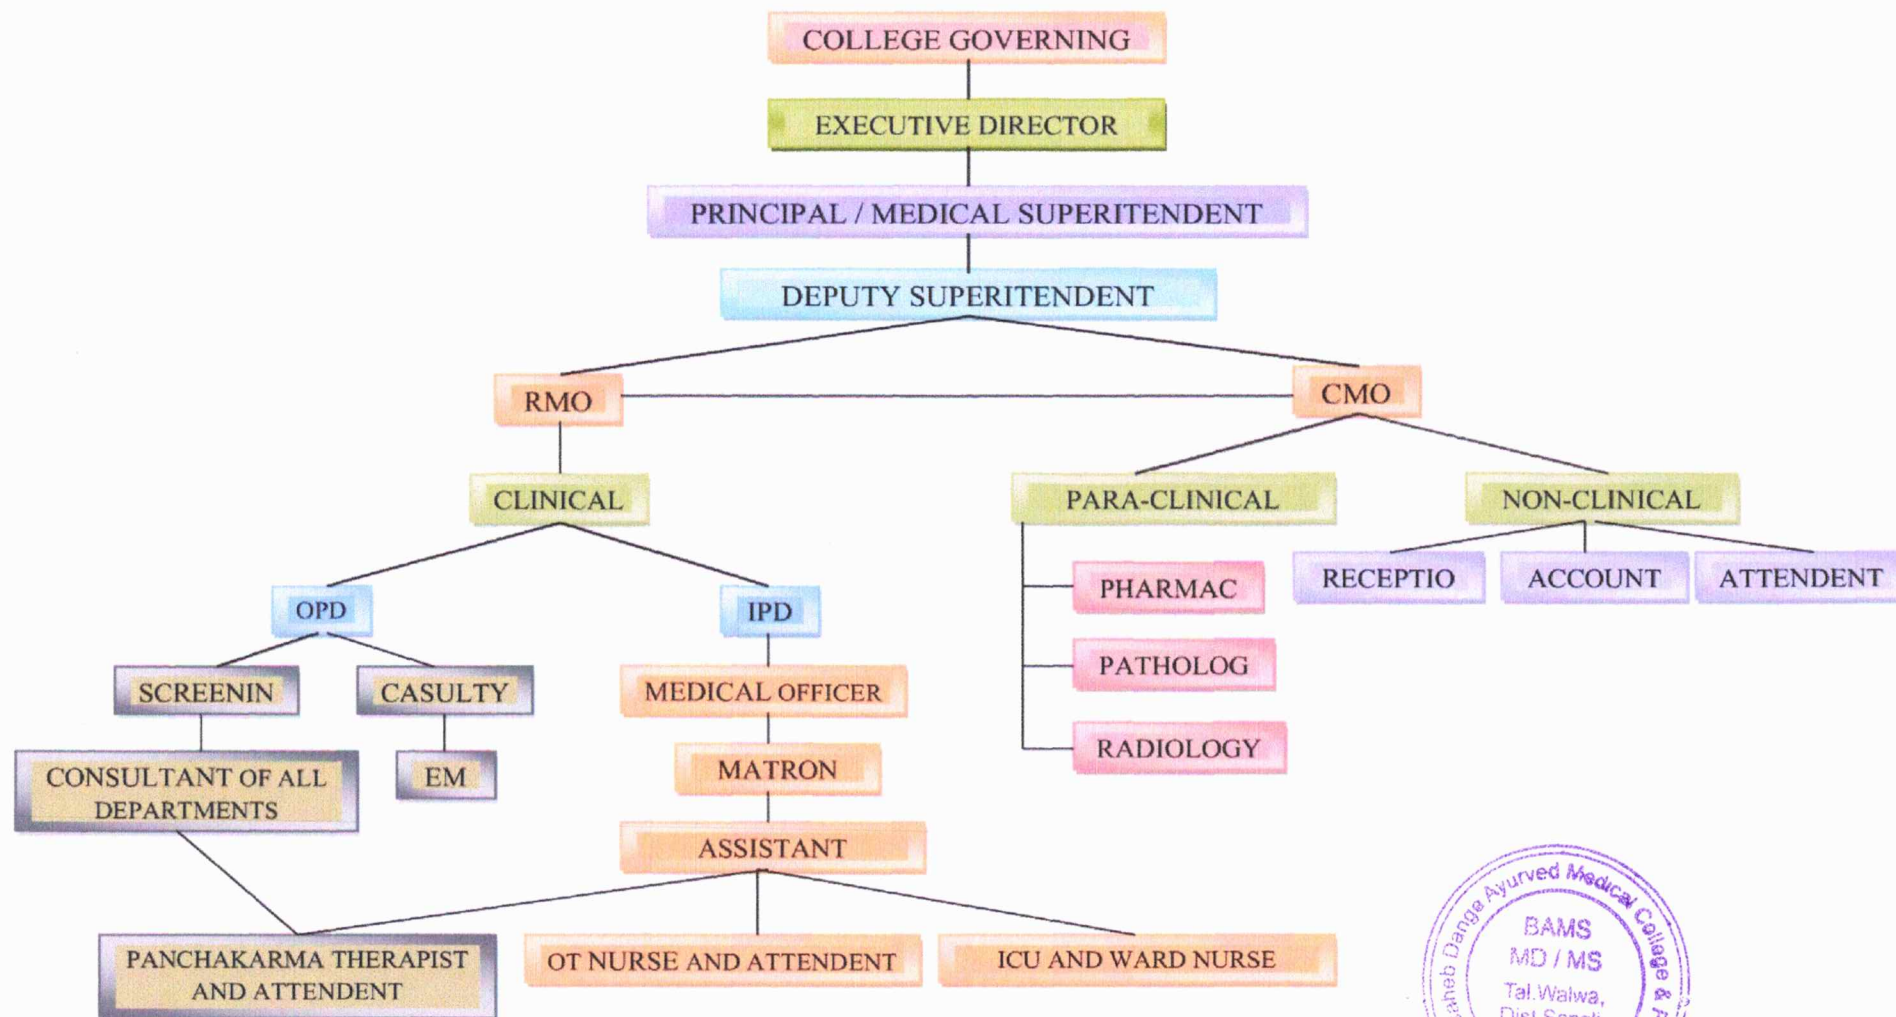 COLLEGE GOVERNING
EXECUTIVE DIRECTOR
PRINCIPAL / MEDICAL SUPERITENDENT
DEPUTY SUPERITENDENT
RMO
CMO
CLINICAL
PARA-CLINICAL
NON-CLINICAL
OPD
IPD
PHARMAC
RECEPTIO
ACCOUNT
ATTENDENT
SCREENIN
CASULTY
MEDICAL OFFICER
PATHOLOG
CONSULTANT OF ALL
DEPARTMENTS
EM
MATRON
RADIOLOGY
ASSISTANT
PANCHAKARMA THERAPIST
AND ATTENDENT
OT NURSE AND ATTENDENT
ICU AND WARD NURSE
Dange Ayurved Medical College &
BAMS
MD / MS
Tal.Walwa,